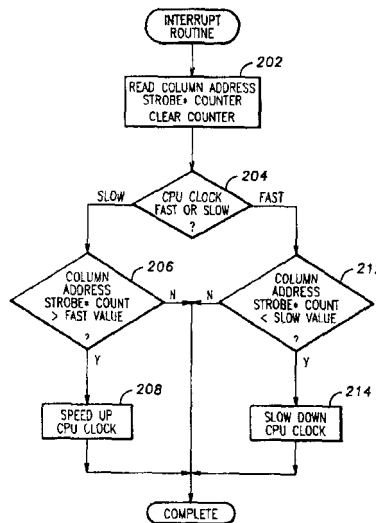 INTERRUPT
ROUTINE
202
READ COLUMN ADDRESS
STROBE* COUNTER
CLEAR COUNTER
204
SLOW
CPU CLOCK
FAST OR SLOW
?
FAST
206
COLUMN
ADDRESS
STROBE* COUNT
> FAST VALUE
?
N
Y
COLUMN
ADDRESS
STROBE* COUNT
< SLOW VALUE
?
N
Y
208
SPEED UP
CPU CLOCK
214
SLOW DOWN
CPU CLOCK
COMPLETE